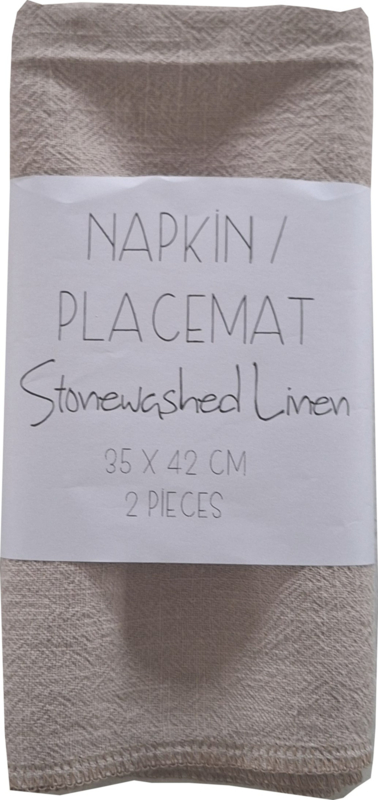 NAPKİN /
PLACEMAT
Stonewashed Linen
35 X 42 CM
2 PİECES